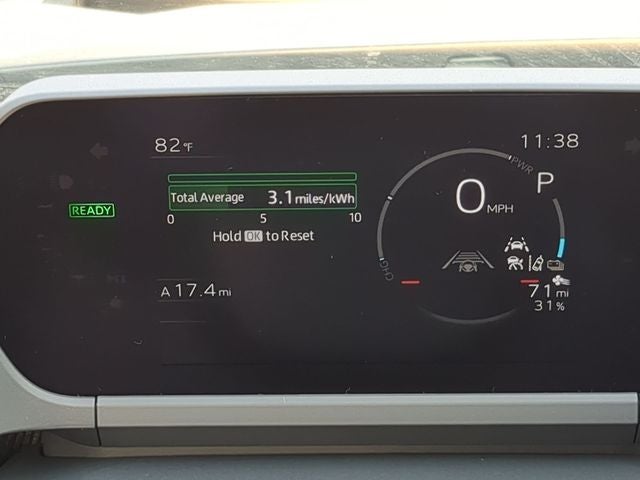 82°F
11:38
PWR
P
Total Average 3.1 miles/kWh
READY
0 MPH
0 5 10
Hold OK to Reset
CHG
A 17.4 mi
71 mi
31%